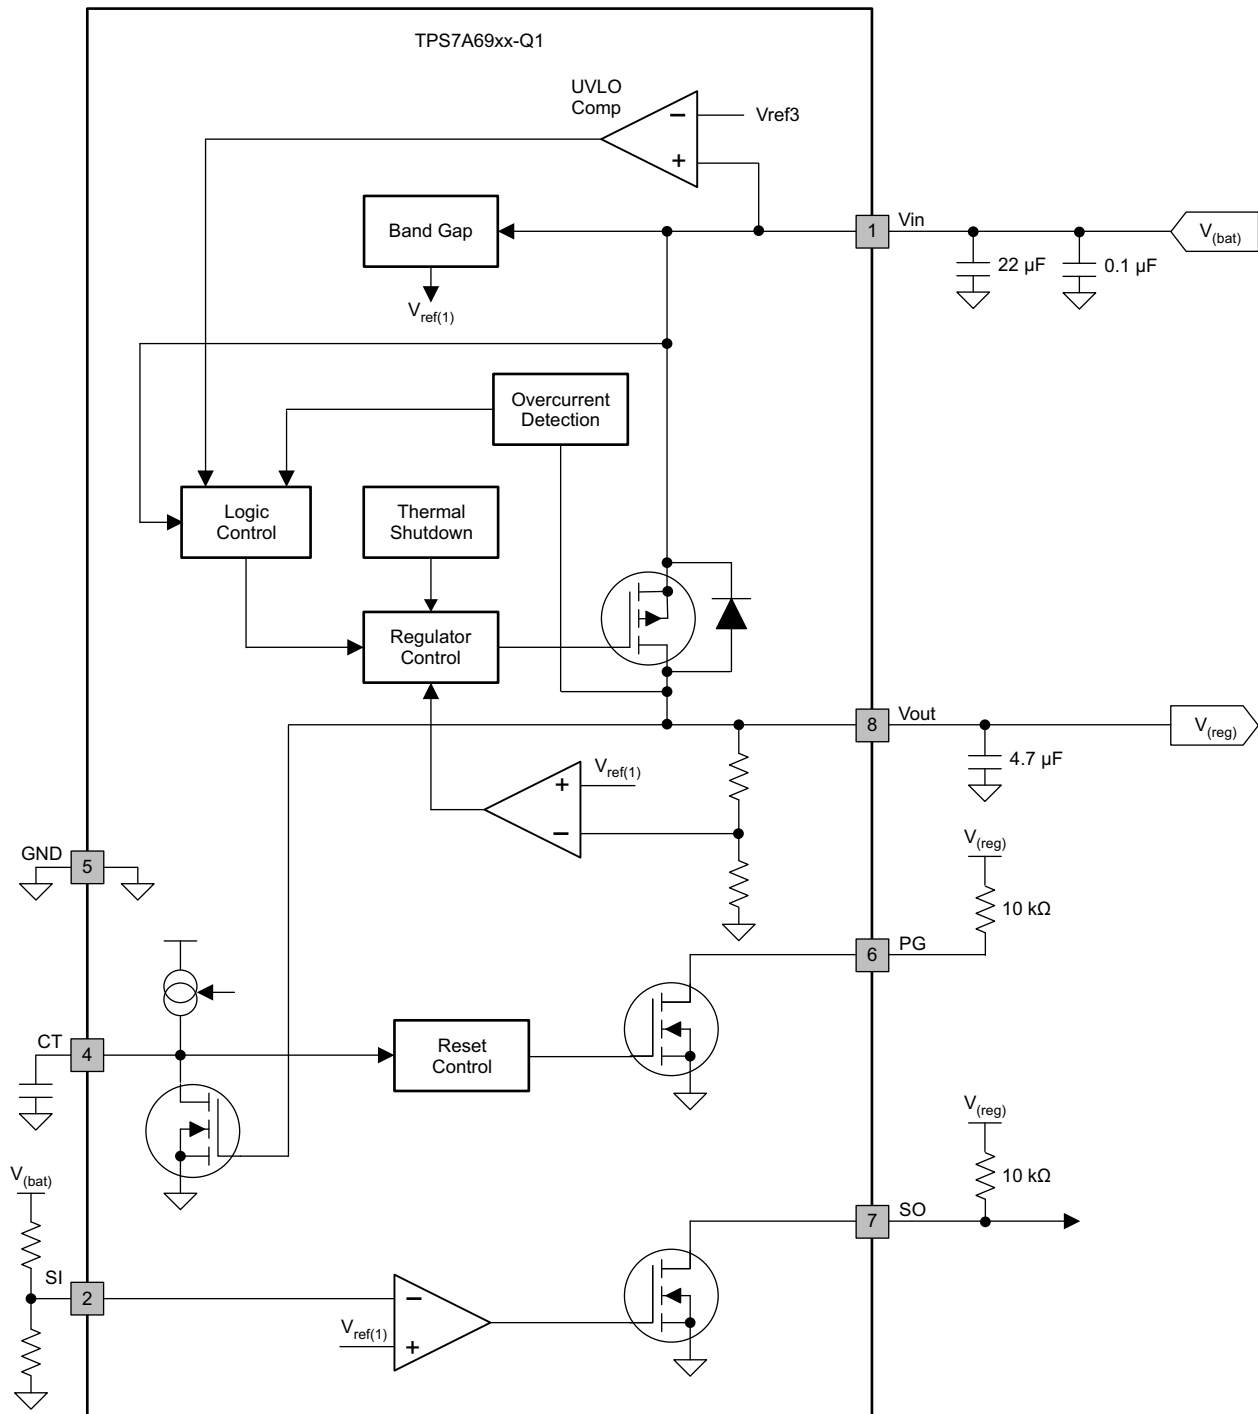 TPS7A69xx-Q1
UVLO
Comp
−
Vref3
+
Band Gap
1
Vin
V(bat)
22 µF
0.1 µF
Vref(1)
Overcurrent
Detection
Logic
Control
Thermal
Shutdown
Regulator
Control
8
Vout
V(reg)
4.7 µF
Vref(1)
+
−
GND
5
V(reg)
10 kΩ
6
PG
CT
4
Reset
Control
V(reg)
10 kΩ
V(bat)
7
SO
SI
2
−
Vref(1)
+